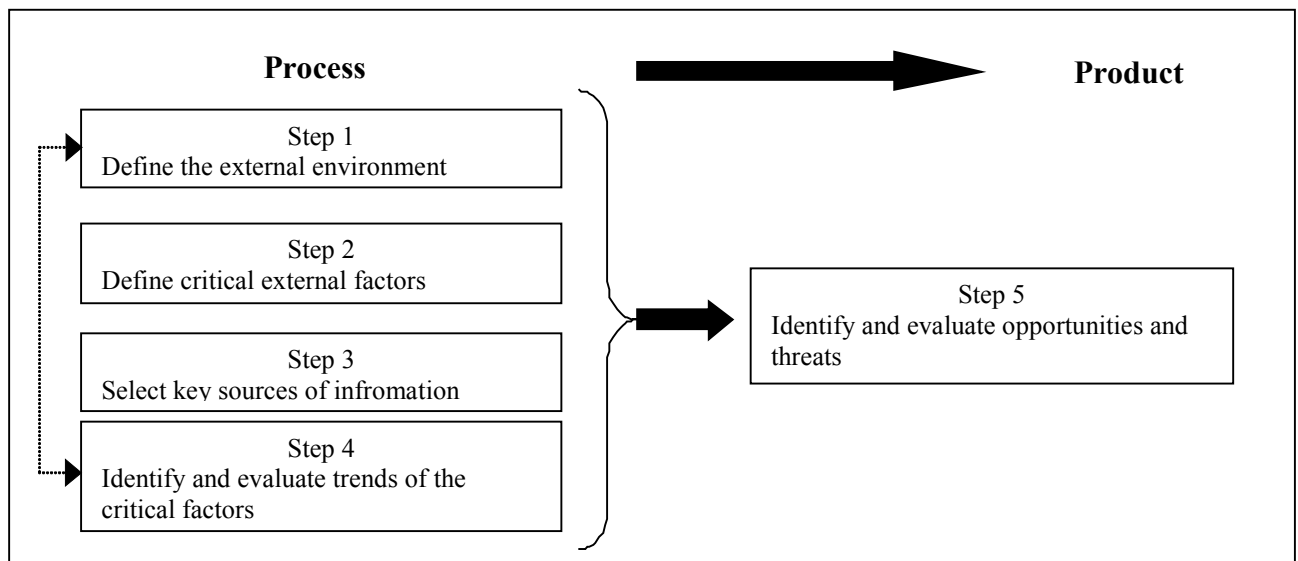 Process
Product
Step 1
Define the external environment
Step 2
Define critical external factors
Step 3
Select key sources of infromation
Step 4
Identify and evaluate trends of the
critical factors
Step 5
Identify and evaluate opportunities and
threats